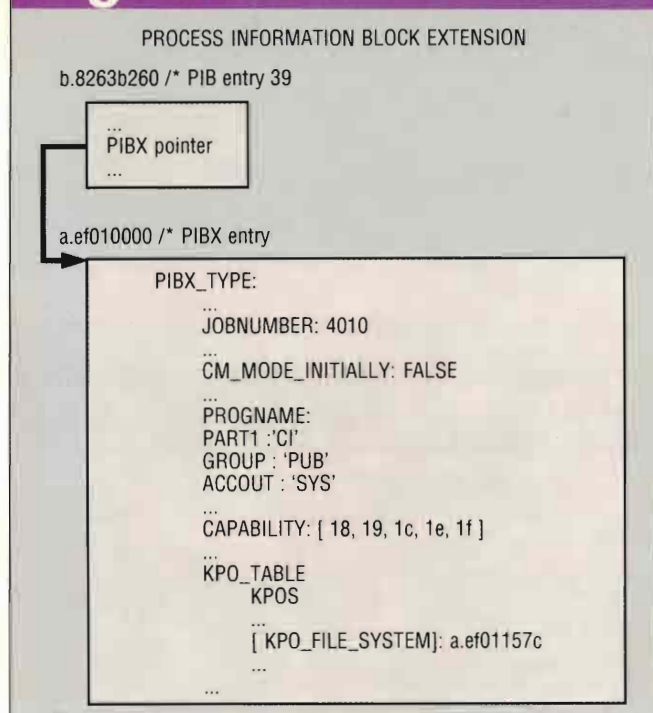 PROCESS INFORMATION BLOCK EXTENSION
b.8263b260 /* PIB entry 39
...
PIBX pointer
...
a.ef010000 /* PIBX entry
PIBX_TYPE:
...
JOBNUMBER: 4010
...
CM_MODE_INITIALLY: FALSE
...
PROGNAME:
PART1 :'CI'
GROUP : 'PUB'
ACCOUT : 'SYS'
...
CAPABILITY: [ 18, 19, 1c, 1e, 1f ]
...
KPO_TABLE
KPOS
...
[ KPO_FILE_SYSTEM]: a.ef01157c
...
...